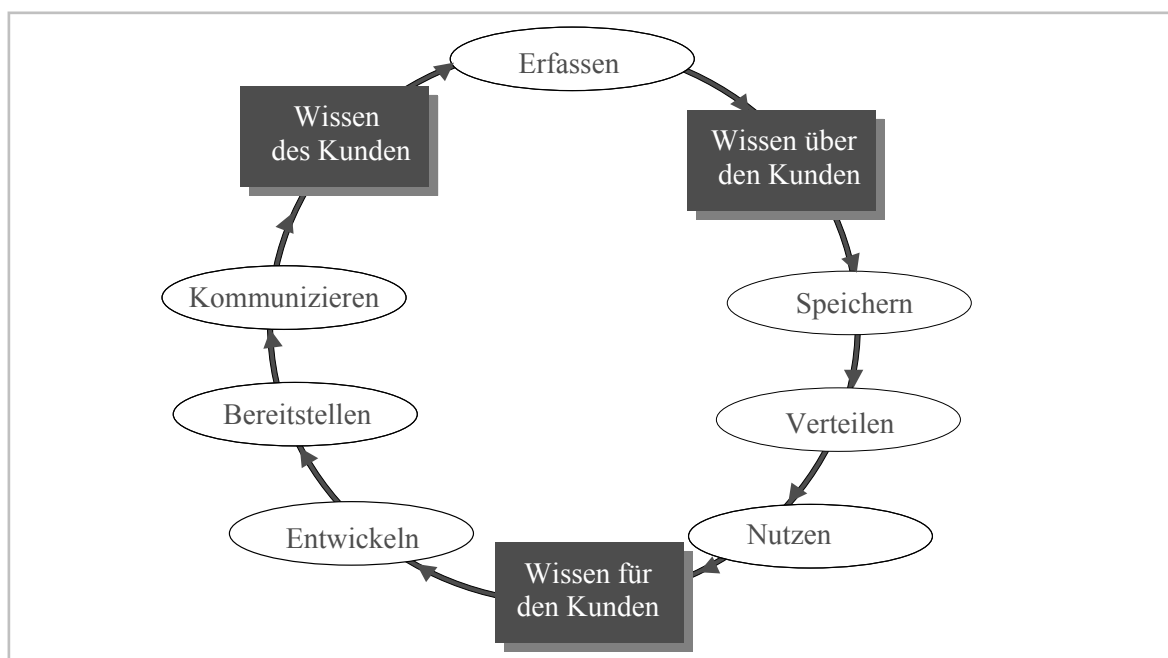 Erfassen
Wissen
des Kunden
Wissen über
den Kunden
Kommunizieren
Speichern
Bereitstellen
Verteilen
Entwickeln
Nutzen
Wissen für
den Kunden